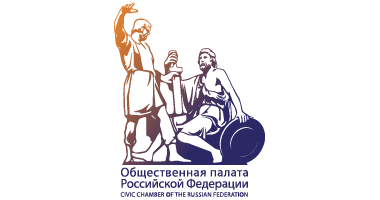 Общественная палата
Российской Федерации
CIVIC CHAMBER OF THE RUSSIAN FEDERATION